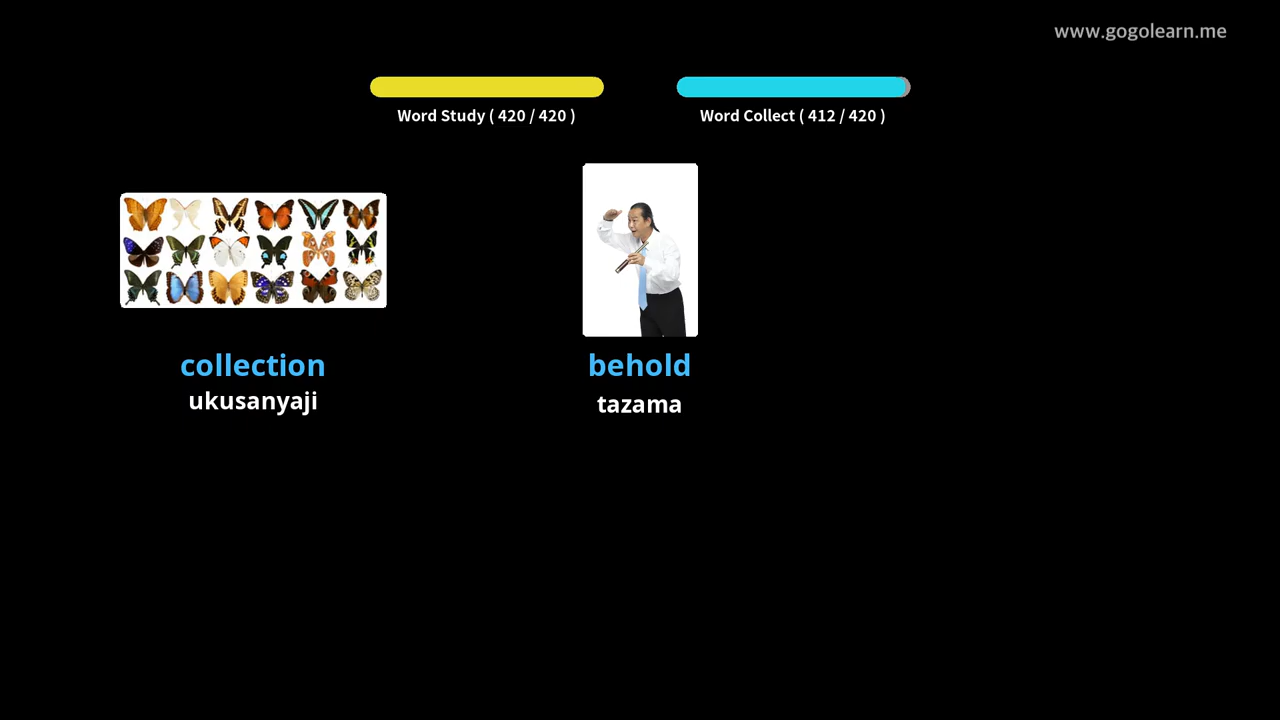 www.gogolearn.me
Word Study ( 420 / 420 )
Word Collect ( 412 / 420 )
collection
ukusanyaji
behold
tazama